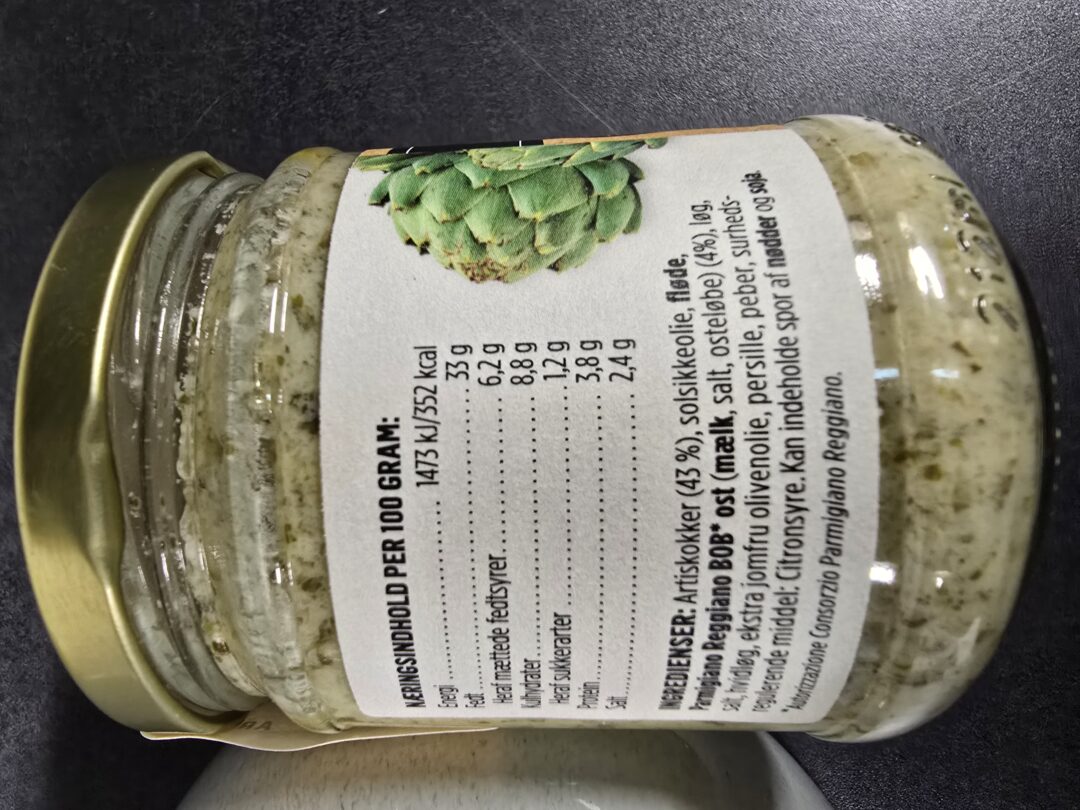 NÆRINGSINDHOLD PER 100 GRAM:
Energi 1473 kJ/352 kcal
Fedt 33 g
Heraf mættede fedtsyrer 6,2 g
Kulhydrater 8,8 g
Heraf sukkerarter 1,2 g
Protein 3,8 g
Salt 2,4 g
INGREDIENSER: Artiskokker (43 %), solsikkeolie, fløde,
Parmigiano Reggiano BOB* ost (mælk, salt, osteløbe) (4%), løg,
salt, hvidløg, ekstra jomfru olivenolie, persille, peber, surheds-
regulerende middel: Citronsyre. Kan indeholde spor af nødder og soja.
*Autorizzazione Consorzio Parmigiano Reggiano.